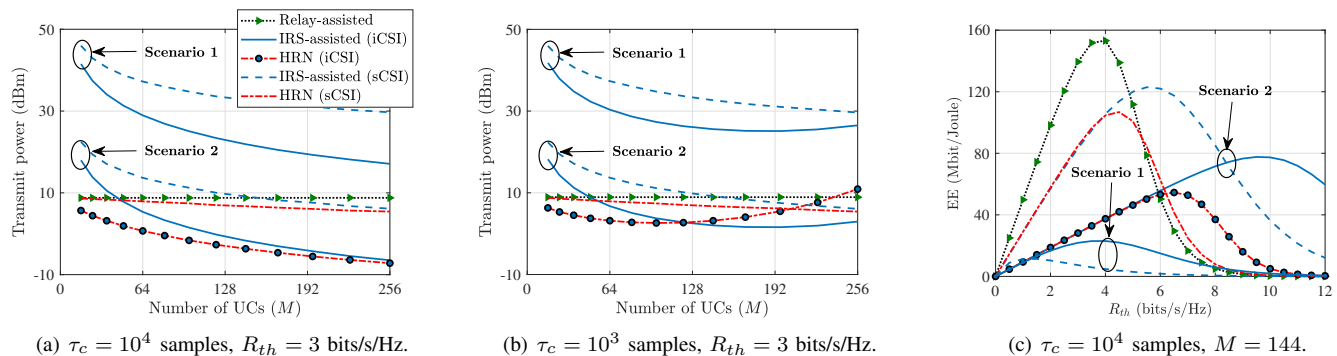 50
30
10
-10
Transmit power (dBm)
0
64
128
192
256
Number of UCs (M)
Scenario 1
Scenario 2
Relay-assisted
IRS-assisted (iCSI)
HRN (iCSI)
IRS-assisted (sCSI)
HRN (sCSI)
(a) τc = 10^4 samples, Rth = 3 bits/s/Hz.
50
30
10
-10
Transmit power (dBm)
0
64
128
192
256
Number of UCs (M)
Scenario 1
Scenario 2
(b) τc = 10^3 samples, Rth = 3 bits/s/Hz.
160
120
80
40
0
EE (Mbit/Joule)
0
2
4
6
8
10
12
Rth (bits/s/Hz)
Scenario 2
Scenario 1
(c) τc = 10^4 samples, M = 144.